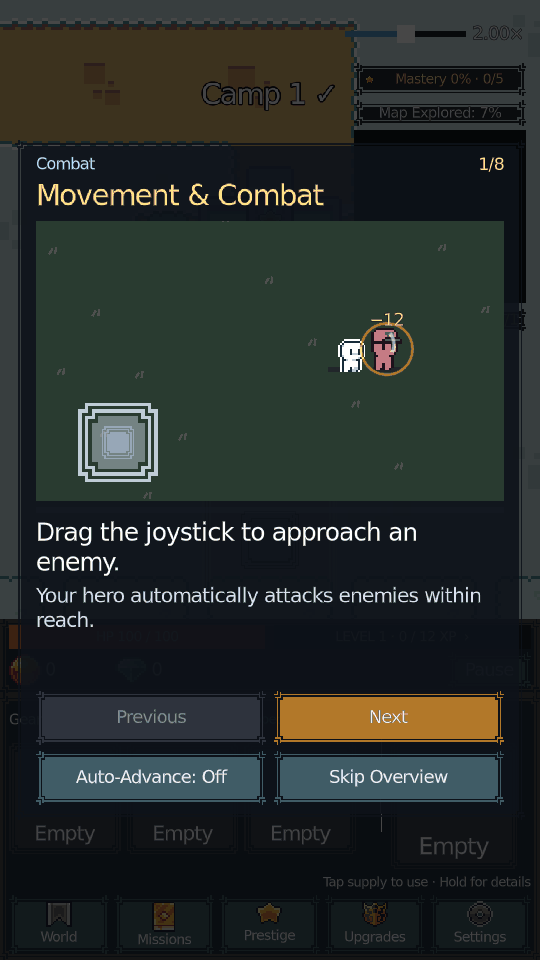 2.00×
Mastery 0% · 0/5
Camp 1 ✓
Map Explored: 7%
Combat
1/8
Movement & Combat
−12
Drag the joystick to approach an
enemy.
Your hero automatically attacks enemies within
reach.
0
0
Previous
Next
Auto-Advance: Off
Skip Overview
Empty
Empty
Empty
Empty
Tap supply to use · Hold for details
World
Missions
Prestige
Upgrades
Settings